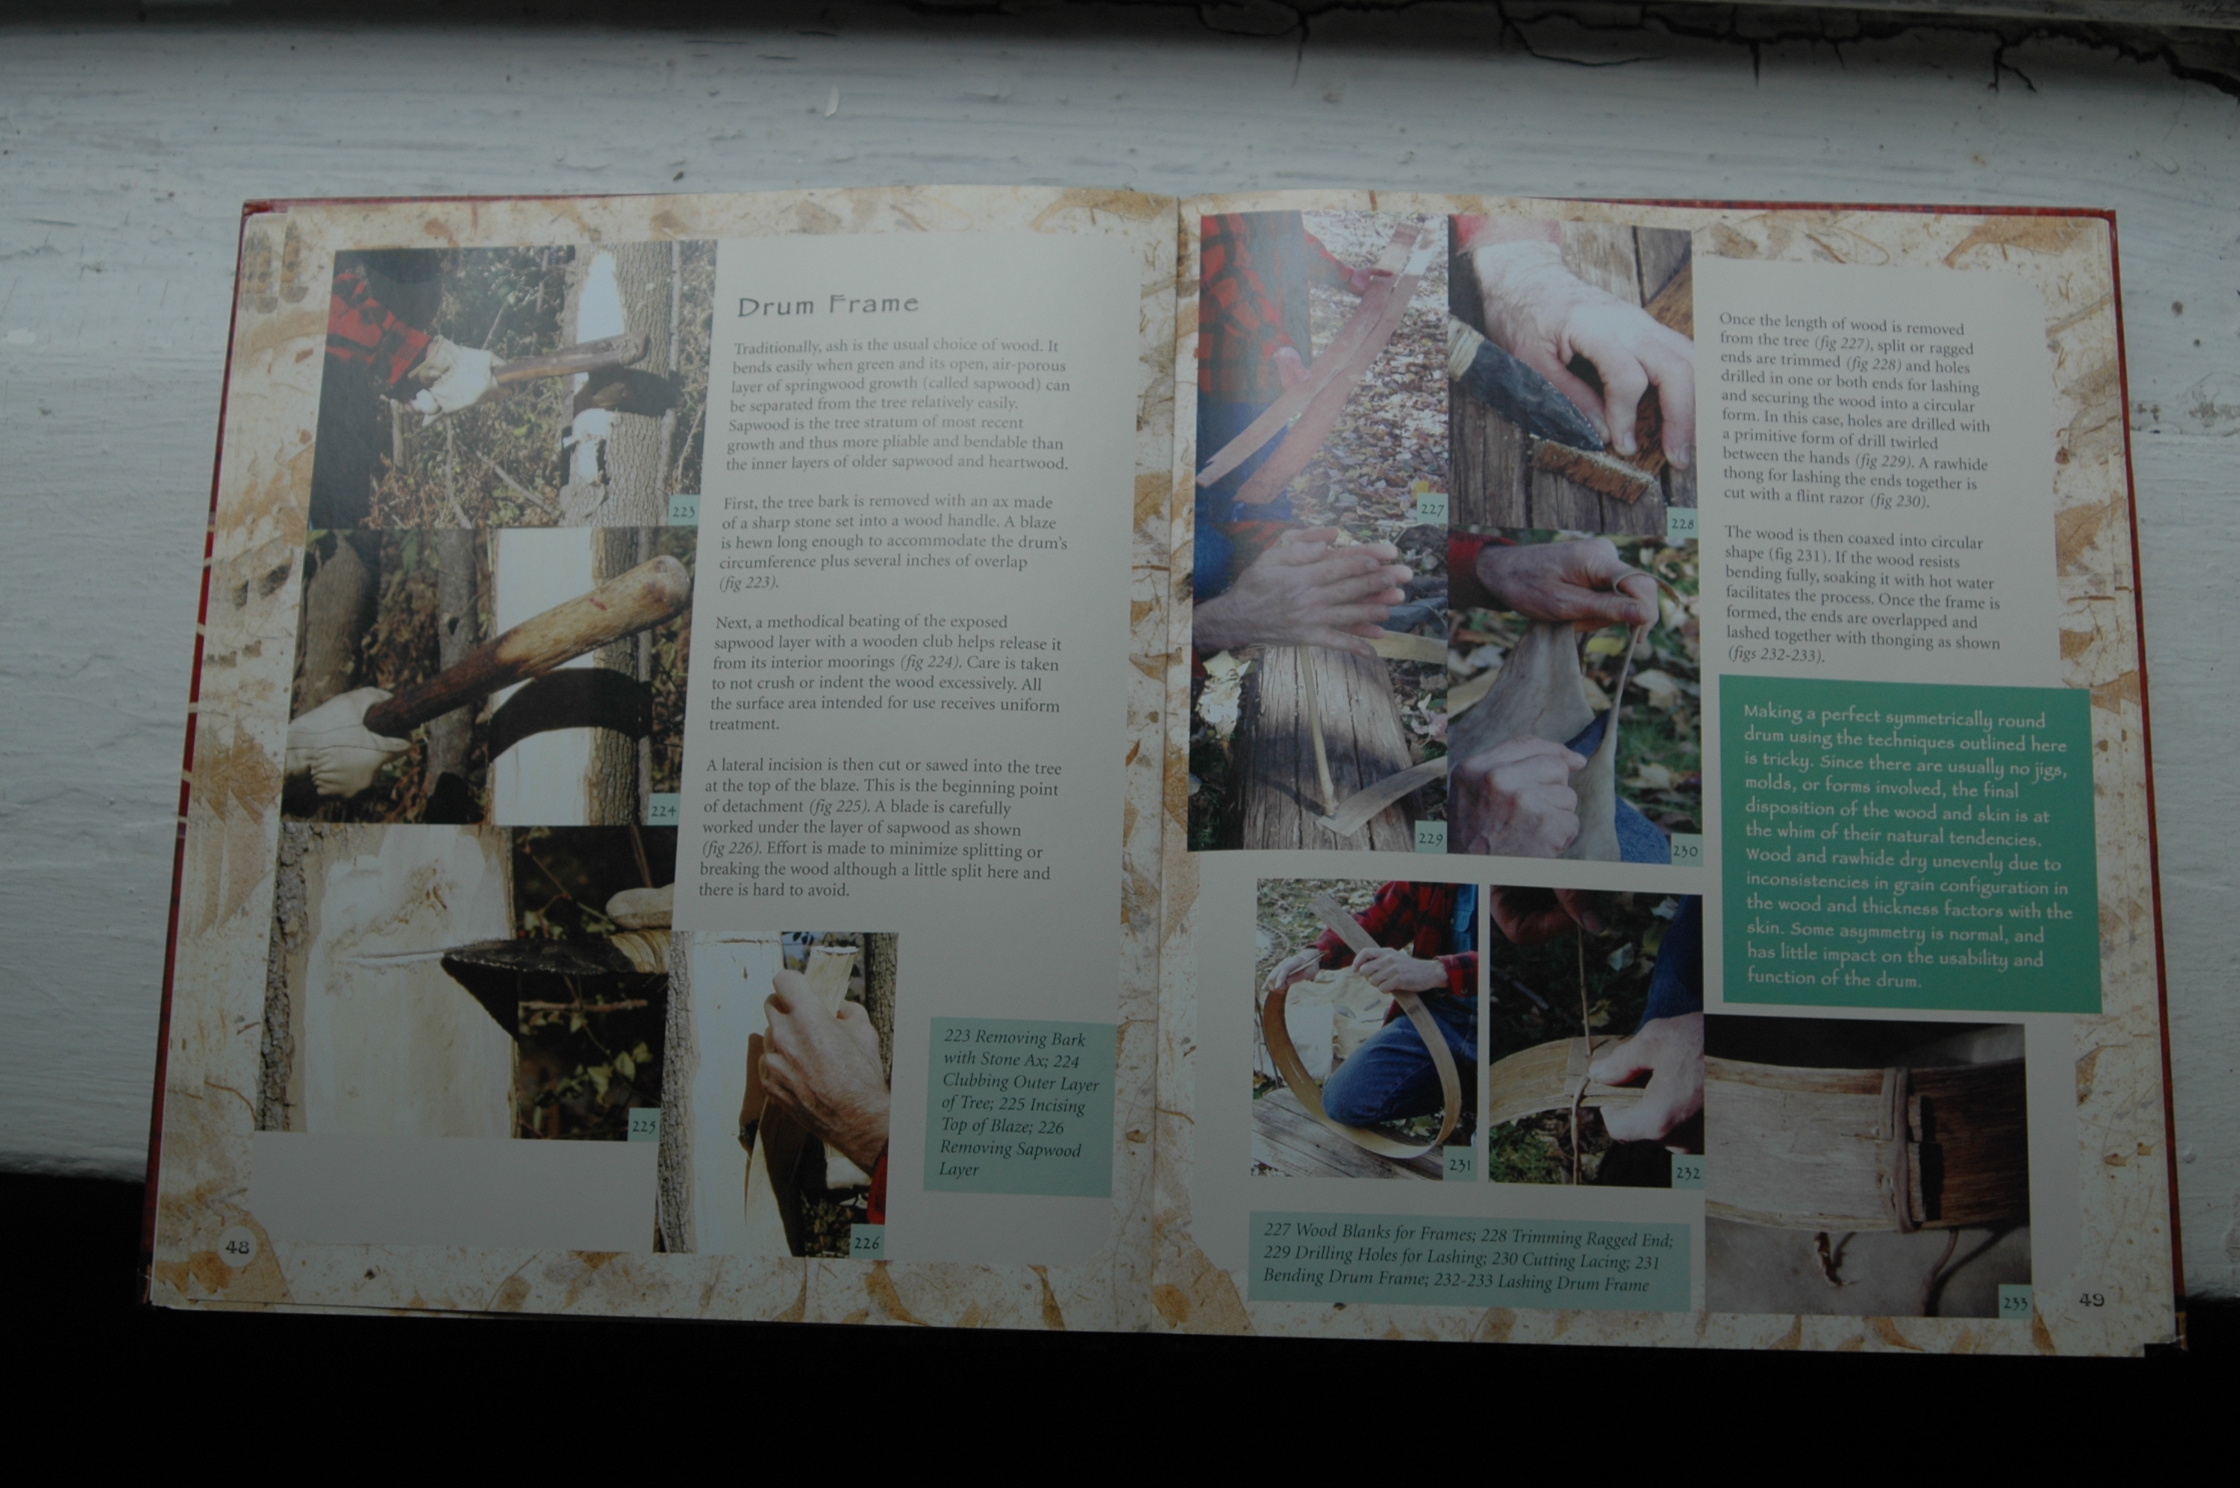 Drum Frame
Traditionally, ash is the usual choice of wood. It
bends easily when green and its open, air-porous
layer of springwood growth (called sapwood) can
be separated from the tree relatively easily.
Sapwood is the tree stratum of most recent
growth and thus more pliable and bendable than
the inner layers of older sapwood and heartwood.
First, the tree bark is removed with an ax made
of a sharp stone set into a wood handle. A blaze
is hewn long enough to accommodate the drum's
circumference plus several inches of overlap
(fig 223).
Next, a methodical beating of the exposed
sapwood layer with a wooden club helps release it
from its interior moorings (fig 224). Care is taken
to not crush or indent the wood excessively. All
the surface area intended for use receives uniform
treatment.
A lateral incision is then cut or sawed into the tree
at the top of the blaze. This is the beginning point
of detachment (fig 225). A blade is carefully
worked under the layer of sapwood as shown
(fig 226). Effort is made to minimize splitting or
breaking the wood although a little split here and
there is hard to avoid.
223
224
225
226
223 Removing Bark
with Stone Ax; 224
Clubbing Outer Layer
of Tree; 225 Incising
Top of Blaze; 226
Removing Sapwood
Layer
48
227
228
229
230
Once the length of wood is removed
from the tree (fig 227), split or ragged
ends are trimmed (fig 228) and holes
drilled in one or both ends for lashing
and securing the wood into a circular
form. In this case, holes are drilled with
a primitive form of drill twirled
between the hands (fig 229). A rawhide
thong for lashing the ends together is
cut with a flint razor (fig 230).
The wood is then coaxed into circular
shape (fig 231). If the wood resists
bending fully, soaking it with hot water
facilitates the process. Once the frame is
formed, the ends are overlapped and
lashed together with thonging as shown
(figs 232-233).
Making a perfect symmetrically round
drum using the techniques outlined here
is tricky. Since there are usually no jigs,
molds, or forms involved, the final
disposition of the wood and skin is at
the whim of their natural tendencies.
Wood and rawhide dry unevenly due to
inconsistencies in grain configuration in
the wood and thickness factors with the
skin. Some asymmetry is normal, and
has little impact on the usability and
function of the drum.
231
232
233
227 Wood Blanks for Frames; 228 Trimming Ragged End;
229 Drilling Holes for Lashing; 230 Cutting Lacing; 231
Bending Drum Frame; 232-233 Lashing Drum Frame
49